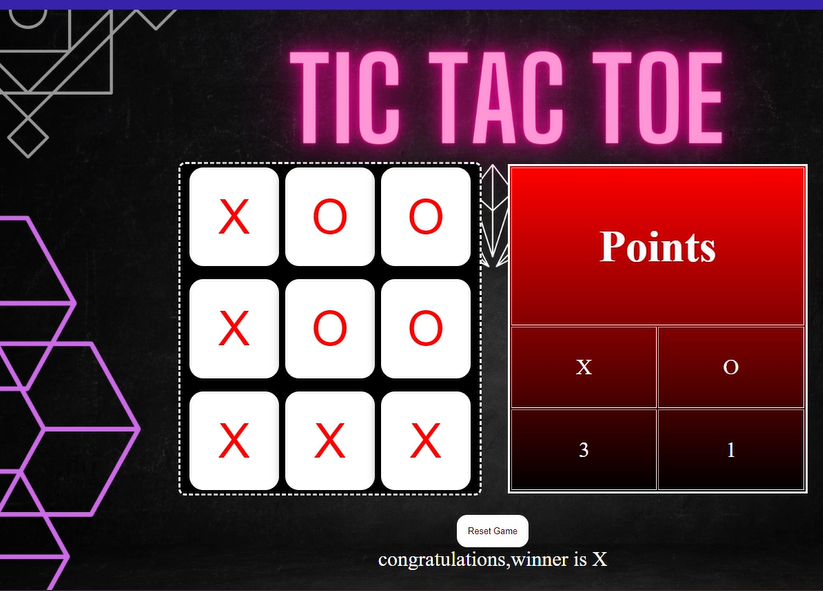 TIC TAC TOE
X O O
X O O
X X X
Points
X O
3 1
Reset Game
congratulations,winner is X